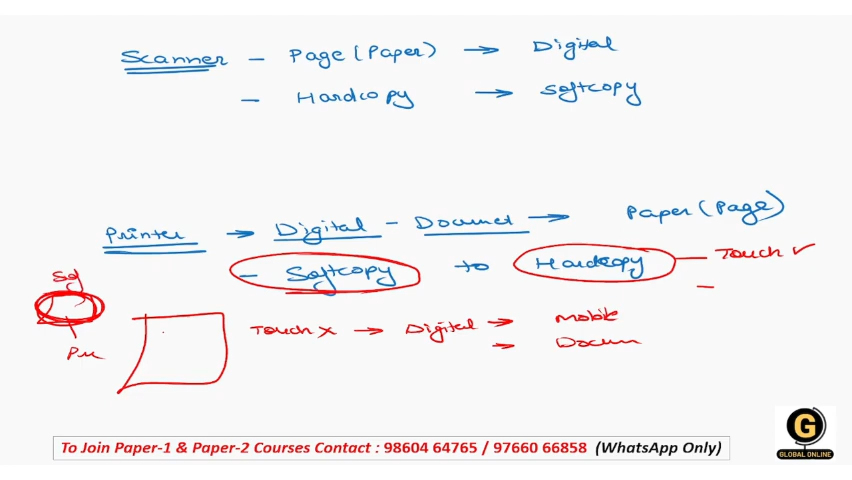 Scanner - Page (Paper) → Digital
- Hardcopy → Softcopy
Printer → Digital - Documet → Paper (Page)
- Softcopy to Hardcopy - Touch ✓
-
Touch X → Digital → Mobile
→ Docum
To Join Paper-1 & Paper-2 Courses Contact : 98604 64765 / 97660 66858 (WhatsApp Only)
G
GLOBAL ONLINE